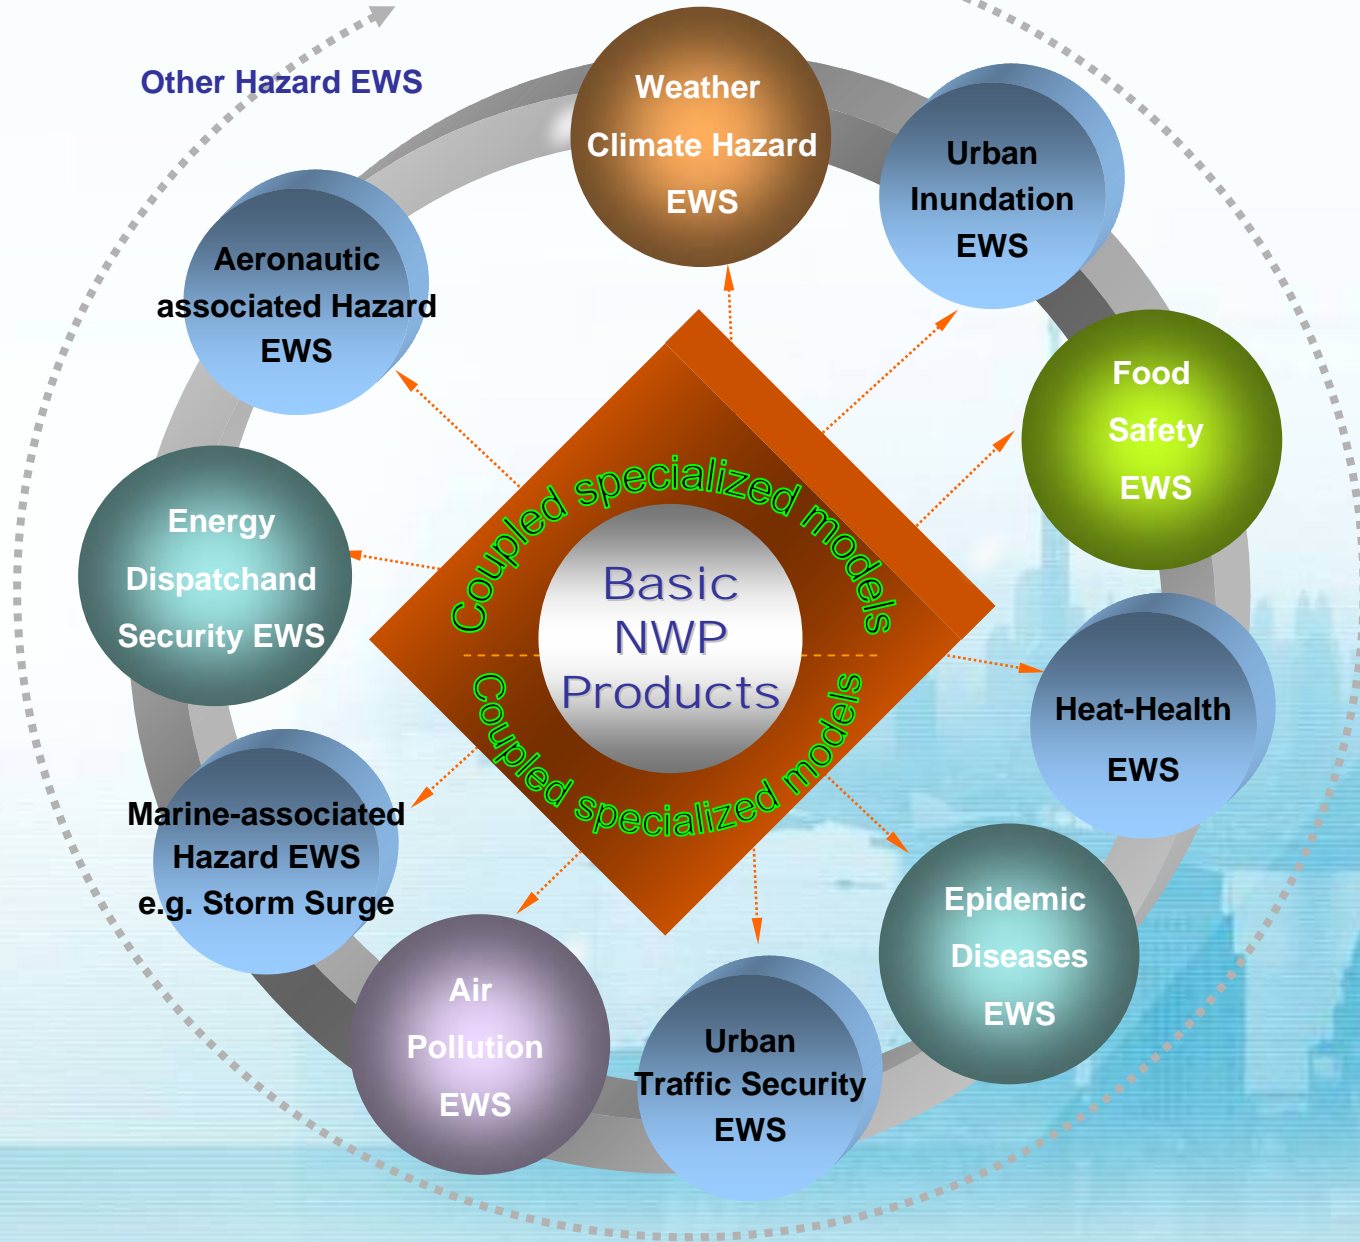 Other Hazard EWS
Weather
Climate Hazard
EWS
Urban
Inundation
EWS
Food
Safety
EWS
Heat-Health
EWS
Epidemic
Diseases
EWS
Urban
Traffic Security
EWS
Air
Pollution
EWS
Marine-associated
Hazard EWS
e.g. Storm Surge
Energy
Dispatchand
Security EWS
Aeronautic
associated Hazard
EWS
Coupled specialized models
Basic
NWP
Products
Coupled specialized models